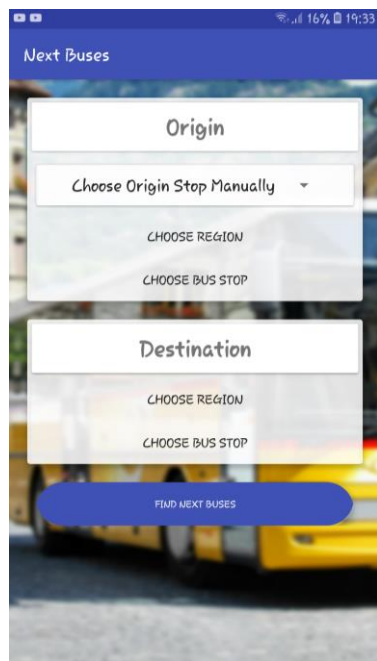 16% 19:33
Next Buses
Origin
Choose Origin Stop Manually
CHOOSE REGION
CHOOSE BUS STOP
Destination
CHOOSE REGION
CHOOSE BUS STOP
FIND NEXT BUSES